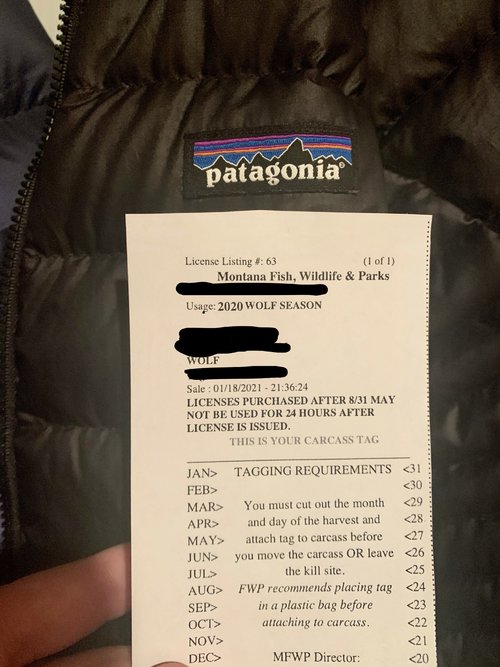 patagonia®
License Listing #: 63 (1 of 1)
Montana Fish, Wildlife & Parks
Usage: 2020 WOLF SEASON
WOLF
Sale : 01/18/2021 - 21:36:24
LICENSES PURCHASED AFTER 8/31 MAY
NOT BE USED FOR 24 HOURS AFTER
LICENSE IS ISSUED.
THIS IS YOUR CARCASS TAG
JAN> TAGGING REQUIREMENTS <31
FEB> <30
MAR> You must cut out the month <29
APR> and day of the harvest and <28
MAY> attach tag to carcass before <27
JUN> you move the carcass OR leave <26
JUL> the kill site. <25
AUG> FWP recommends placing tag <24
SEP> in a plastic bag before <23
OCT> attaching to carcass. <22
NOV> <21
DEC> MFWP Director: <20